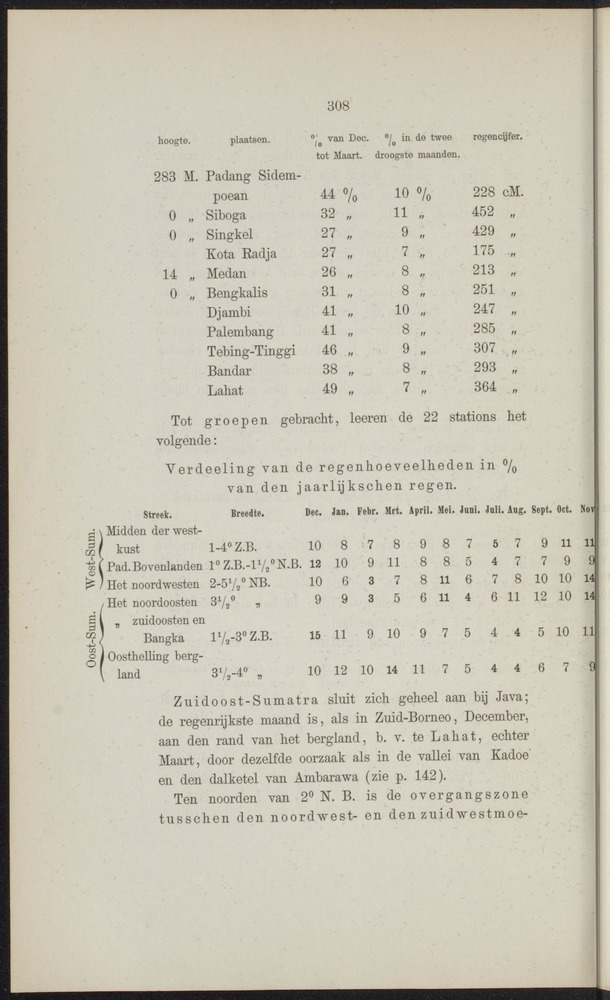 308
hoogte. plaatsen. % van Dec. % in de twee regencijfer.
tot Maart. droogste maanden.
283 M. Padang Sidem-
poean 44 % 10 % 228 cM.
0 „ Siboga 32 „ 11 „ 452 „
0 „ Singkel 27 „ 9 „ 429 „
Kota Radja 27 „ 7 „ 175 „
14 „ Medan 26 „ 8 „ 213 „
0 „ Bengkalis 31 „ 8 „ 251 „
Djambi 41 „ 10 „ 247 „
Palembang 41 „ 8 „ 285 „
Tebing-Tinggi 46 „ 9 „ 307 „
Bandar 38 „ 8 „ 293 „
Lahat 49 „ 7 „ 364 „
Tot groepen gebracht, leeren de 22 stations het
volgende:
Verdeeling van de regenhoeveelheden in %
van den jaarlijkschen regen.
Streek. Breedte. Dec. Jan. Febr. Mrt. April. Mei. Juni. Juli. Aug. Sept. Oct. Nov
West-Sum.
Midden der west-
kust 1-4° Z.B. 10 8 7 8 9 8 7 5 7 9 11 11
Pad. Bovenlanden 1° Z.B.-1½° N.B. 12 10 9 11 8 8 5 4 7 7 9 9
Het noordwesten 2-5½° NB. 10 6 3 7 8 11 6 7 8 10 10 14
Oost-Sum.
Het noordoosten 3½° „ 9 9 3 5 6 11 4 6 11 12 10 14
„ zuidoosten en
Bangka 1½-3° Z.B. 15 11 9 10 9 7 5 4 4 5 10 11
Oosthelling berg-
land 3½-4° „ 10 12 10 14 11 7 5 4 4 6 7 9
Zuidoost-Sumatra sluit zich geheel aan bij Java;
de regenrijkste maand is, als in Zuid-Borneo, December,
aan den rand van het bergland, b. v. te Lahat, echter
Maart, door dezelfde oorzaak als in de vallei van Kadoe
en den dalketel van Ambarawa (zie p. 142).
Ten noorden van 2° N. B. is de overgangszone
tusschen den noordwest- en den zuidwestmoe-